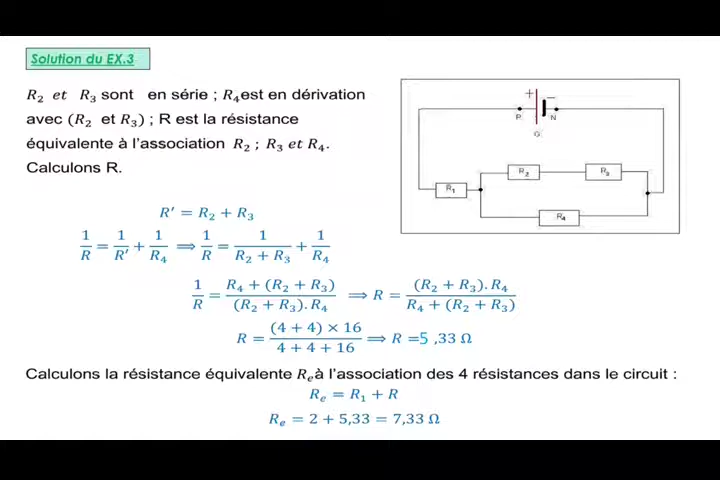 Solution du EX.3
R₂ et R₃ sont en série ; R₄est en dérivation
avec (R₂ et R₃) ; R est la résistance
équivalente à l'association R₂ ; R₃ et R₄.
Calculons R.
R′ = R₂ + R₃
1/R = 1/R′ + 1/R₄ ⟹ 1/R = 1/(R₂ + R₃) + 1/R₄
1/R = (R₄ + (R₂ + R₃))/((R₂ + R₃). R₄) ⟹ R = ((R₂ + R₃). R₄)/(R₄ + (R₂ + R₃))
R = ((4 + 4) × 16)/(4 + 4 + 16) ⟹ R =5 ,33 Ω
Calculons la résistance équivalente Rₑà l'association des 4 résistances dans le circuit :
Rₑ = R₁ + R
Rₑ = 2 + 5,33 = 7,33 Ω
+ −
P N
G
R₂ R₃
R₁
R₄